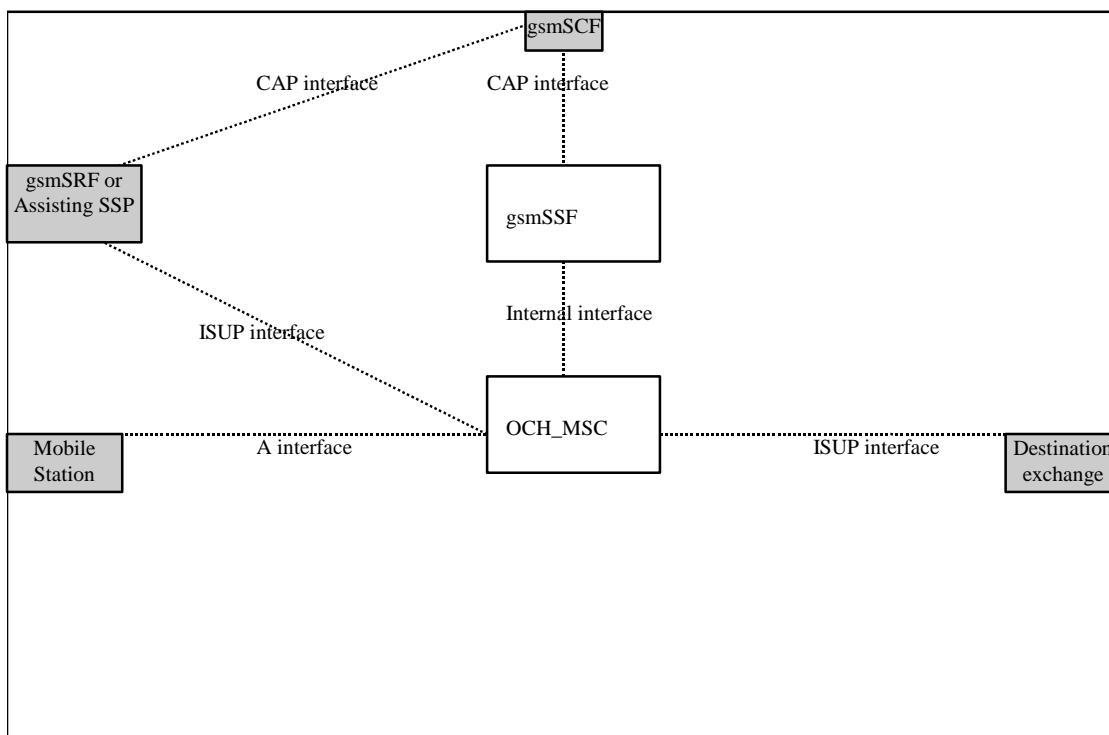 gsmSCF
CAP interface
CAP interface
gsmSRF or
Assisting SSP
gsmSSF
Internal interface
ISUP interface
OCH_MSC
Mobile
Station
A interface
ISUP interface
Destination
exchange